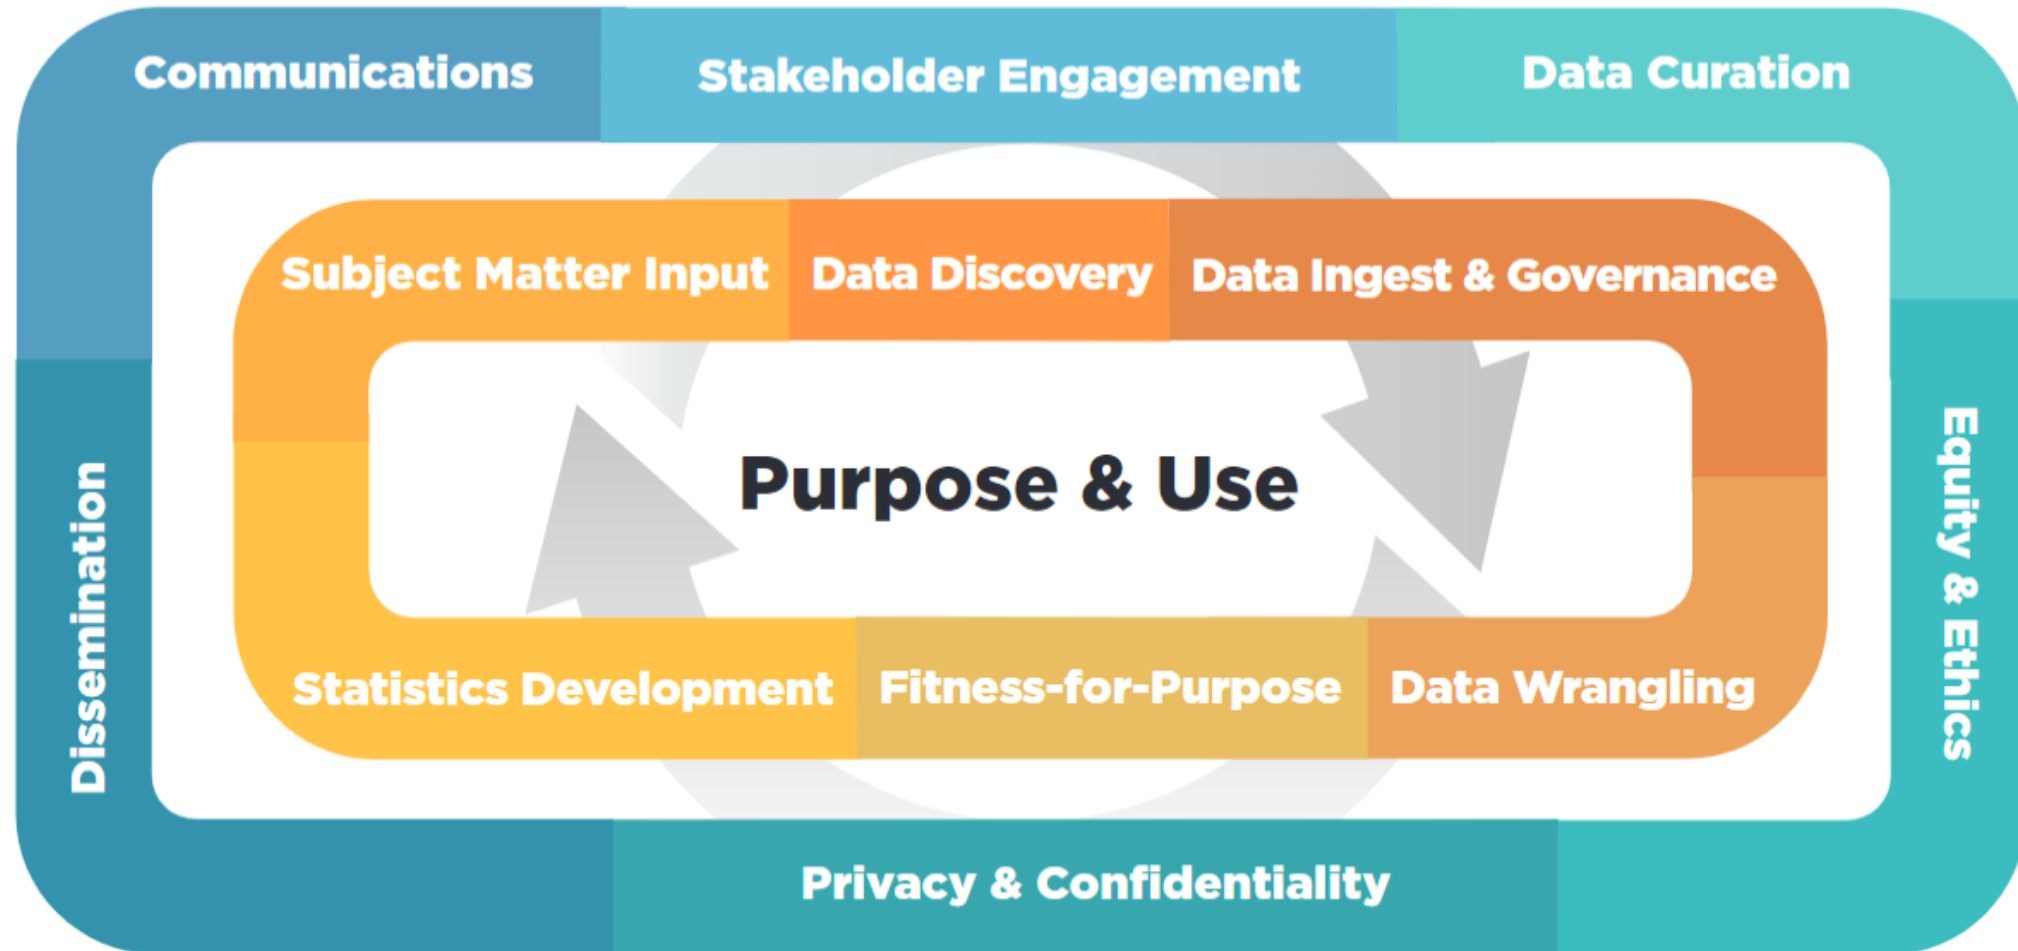 Communications
Stakeholder Engagement
Data Curation
Subject Matter Input
Data Discovery
Data Ingest & Governance
Purpose & Use
Dissemination
Equity & Ethics
Statistics Development
Fitness-for-Purpose
Data Wrangling
Privacy & Confidentiality